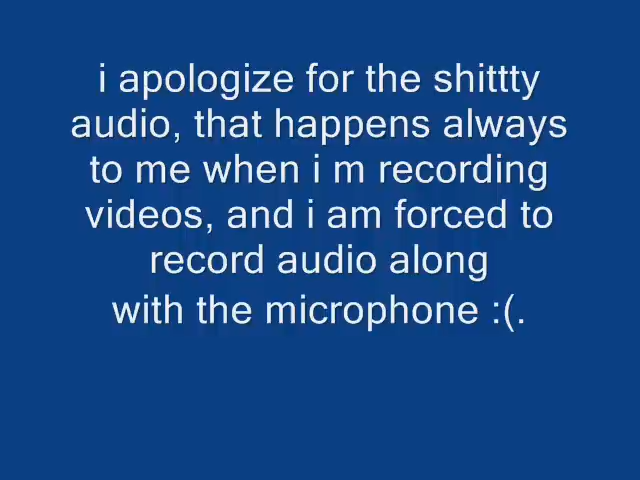 i apologize for the shittty
audio, that happens always
to me when i m recording
videos, and i am forced to
record audio along
with the microphone :(.